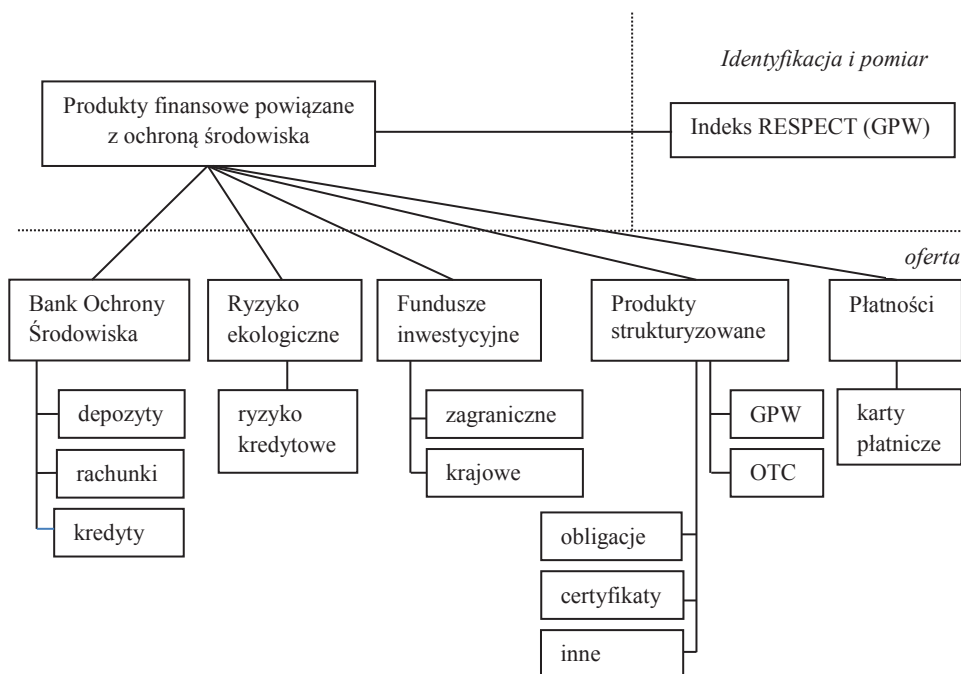 Identyfikacja i pomiar
Produkty finansowe powiązane
z ochroną środowiska
Indeks RESPECT (GPW)
oferta
Bank Ochrony
Środowiska
Ryzyko
ekologiczne
Fundusze
inwestycyjne
Produkty
strukturyzowane
Płatności
depozyty
rachunki
kredyty
ryzyko
kredytowe
zagraniczne
krajowe
GPW
OTC
obligacje
certyfikaty
inne
karty
płatnicze